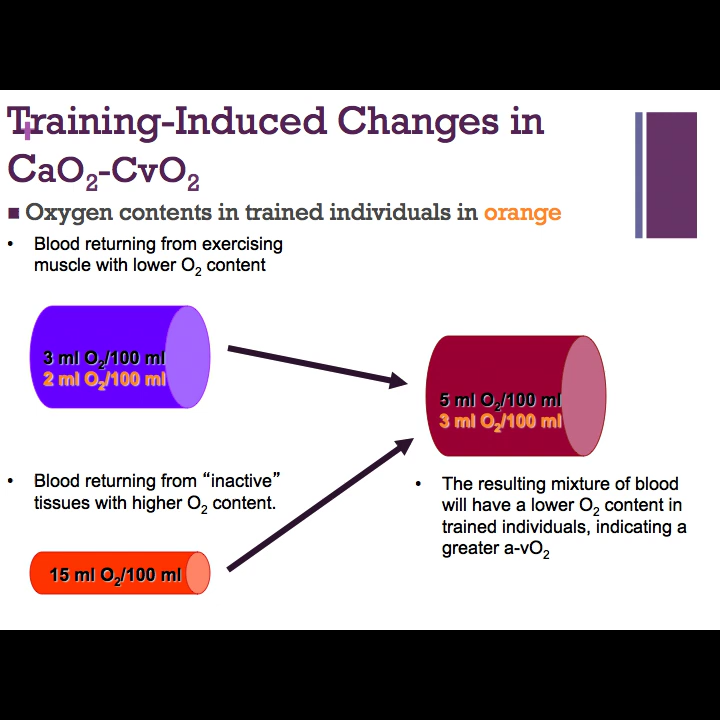 Training-Induced Changes in
CaO₂-CvO₂
■ Oxygen contents in trained individuals in orange
• Blood returning from exercising
muscle with lower O₂ content
3 ml O₂/100 ml
2 ml O₂/100 ml
5 ml O₂/100 ml
3 ml O₂/100 ml
• Blood returning from “inactive”
tissues with higher O₂ content.
15 ml O₂/100 ml
• The resulting mixture of blood
will have a lower O₂ content in
trained individuals, indicating a
greater a-vO₂